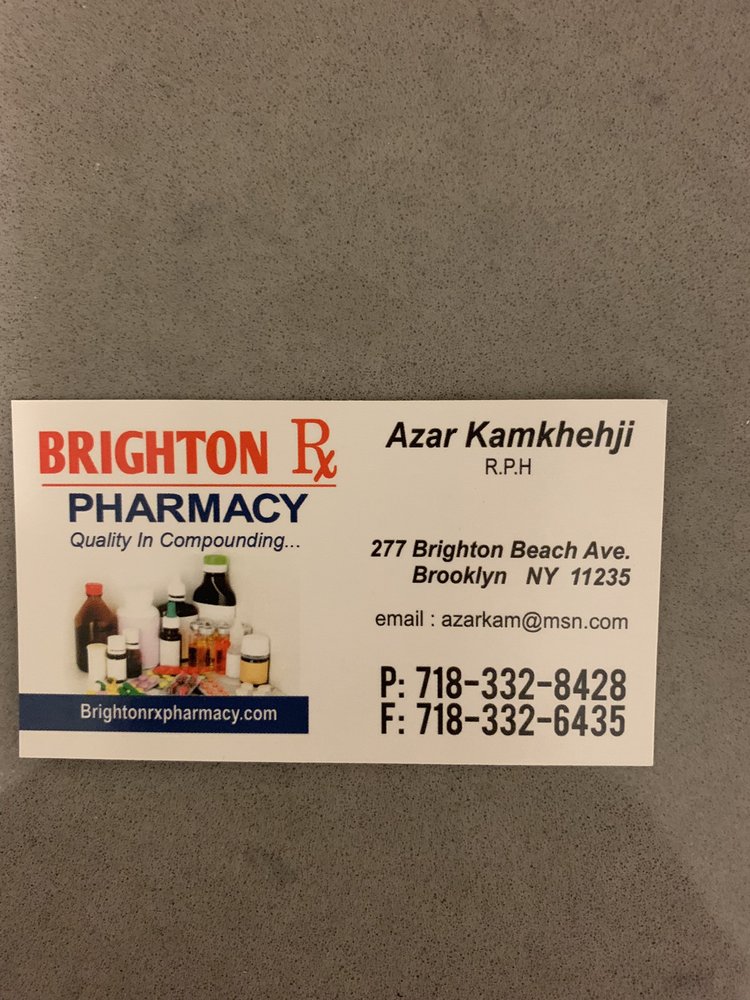 BRIGHTON Rx
PHARMACY
Quality In Compounding...
Brightonrxpharmacy.com
Azar Kamkhehji
R.P.H
277 Brighton Beach Ave.
Brooklyn NY 11235
email : azarkam@msn.com
P: 718-332-8428
F: 718-332-6435